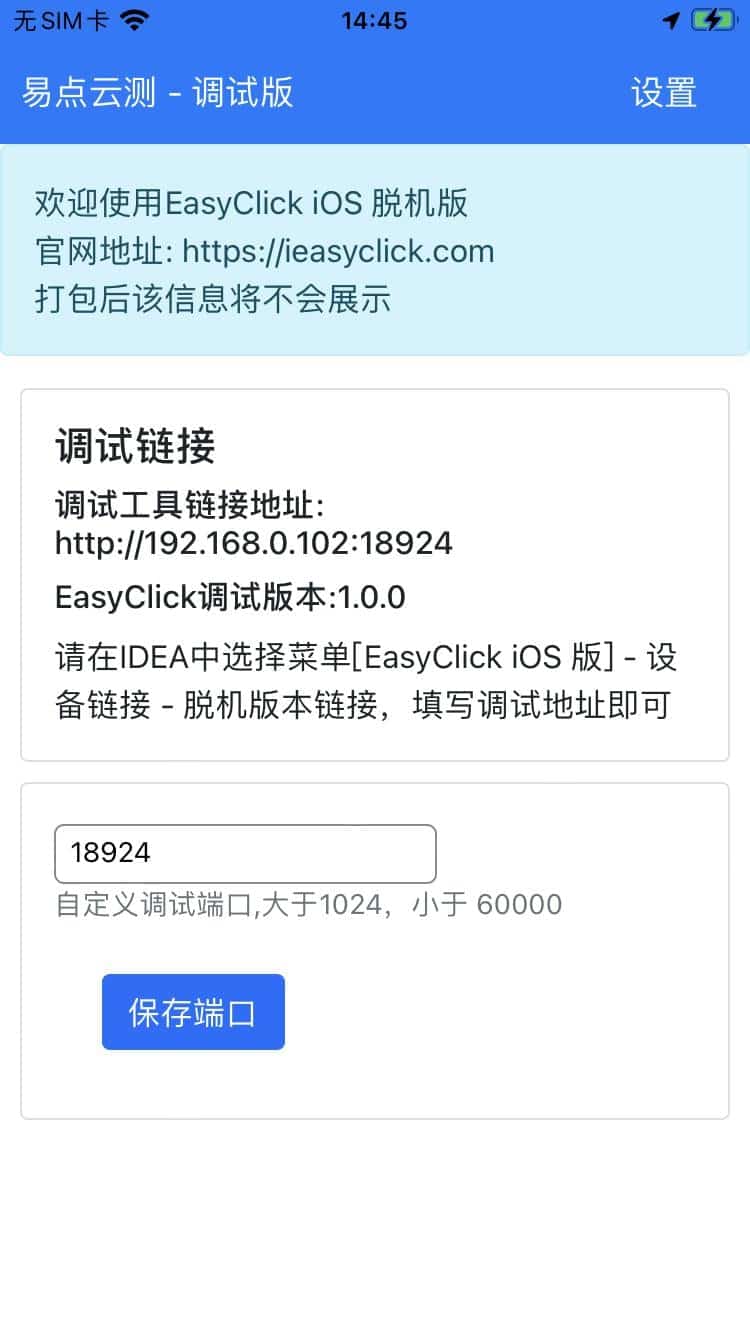 无SIM卡 14:45
易点云测 - 调试版 设置
欢迎使用EasyClick iOS 脱机版
官网地址: https://ieasyclick.com
打包后该信息将不会展示
调试链接
调试工具链接地址:
http://192.168.0.102:18924
EasyClick调试版本:1.0.0
请在IDEA中选择菜单[EasyClick iOS 版] - 设
备链接 - 脱机版本链接，填写调试地址即可
18924
自定义调试端口,大于1024，小于 60000
保存端口